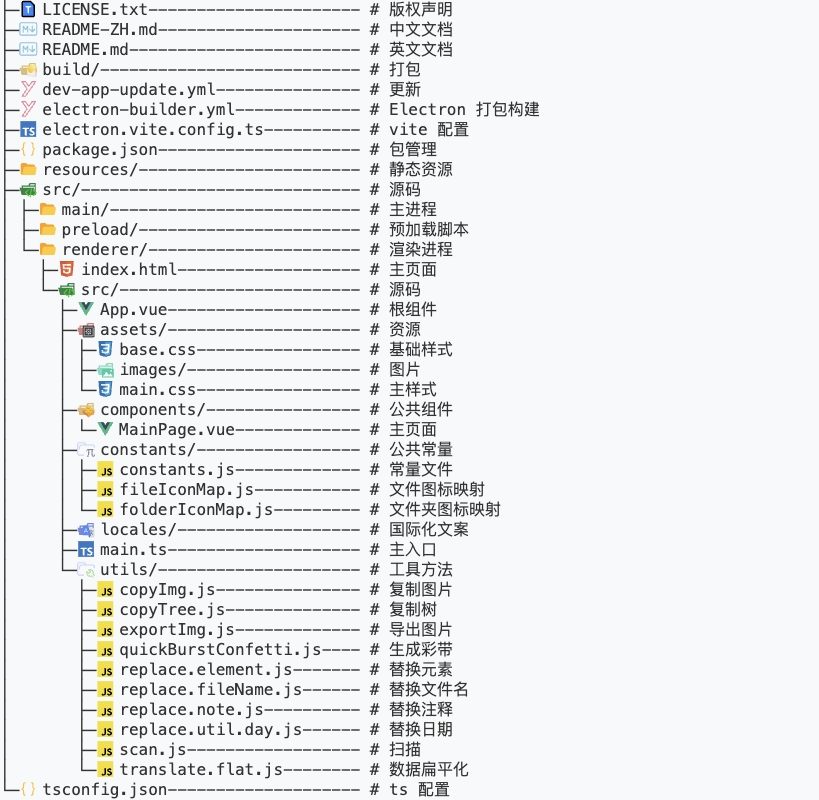 ├─LICENSE.txt---------------------- # 版权声明
├─README-ZH.md--------------------- # 中文文档
├─README.md------------------------ # 英文文档
├─build/--------------------------- # 打包
├─dev-app-update.yml--------------- # 更新
├─electron-builder.yml------------- # Electron 打包构建
├─electron.vite.config.ts---------- # vite 配置
├─package.json--------------------- # 包管理
├─resources/----------------------- # 静态资源
├─src/----------------------------- # 源码
│ ├─main/-------------------------- # 主进程
│ ├─preload/----------------------- # 预加载脚本
│ └─renderer/---------------------- # 渲染进程
│   ├─index.html------------------- # 主页面
│   └─src/------------------------- # 源码
│     ├─App.vue-------------------- # 根组件
│     ├─assets/-------------------- # 资源
│     │ ├─base.css----------------- # 基础样式
│     │ ├─images/------------------ # 图片
│     │ └─main.css----------------- # 主样式
│     ├─components/---------------- # 公共组件
│     │ └─MainPage.vue------------- # 主页面
│     ├─constants/----------------- # 公共常量
│     │ ├─constants.js------------- # 常量文件
│     │ ├─fileIconMap.js----------- # 文件图标映射
│     │ └─folderIconMap.js--------- # 文件夹图标映射
│     ├─locales/------------------- # 国际化文案
│     ├─main.ts-------------------- # 主入口
│     └─utils/--------------------- # 工具方法
│       ├─copyImg.js--------------- # 复制图片
│       ├─copyTree.js-------------- # 复制树
│       ├─exportImg.js------------- # 导出图片
│       ├─quickBurstConfetti.js---- # 生成彩带
│       ├─replace.element.js------- # 替换元素
│       ├─replace.fileName.js------ # 替换文件名
│       ├─replace.note.js---------- # 替换注释
│       ├─replace.util.day.js------ # 替换日期
│       ├─scan.js------------------ # 扫描
│       └─translate.flat.js-------- # 数据扁平化
└─tsconfig.json-------------------- # ts 配置